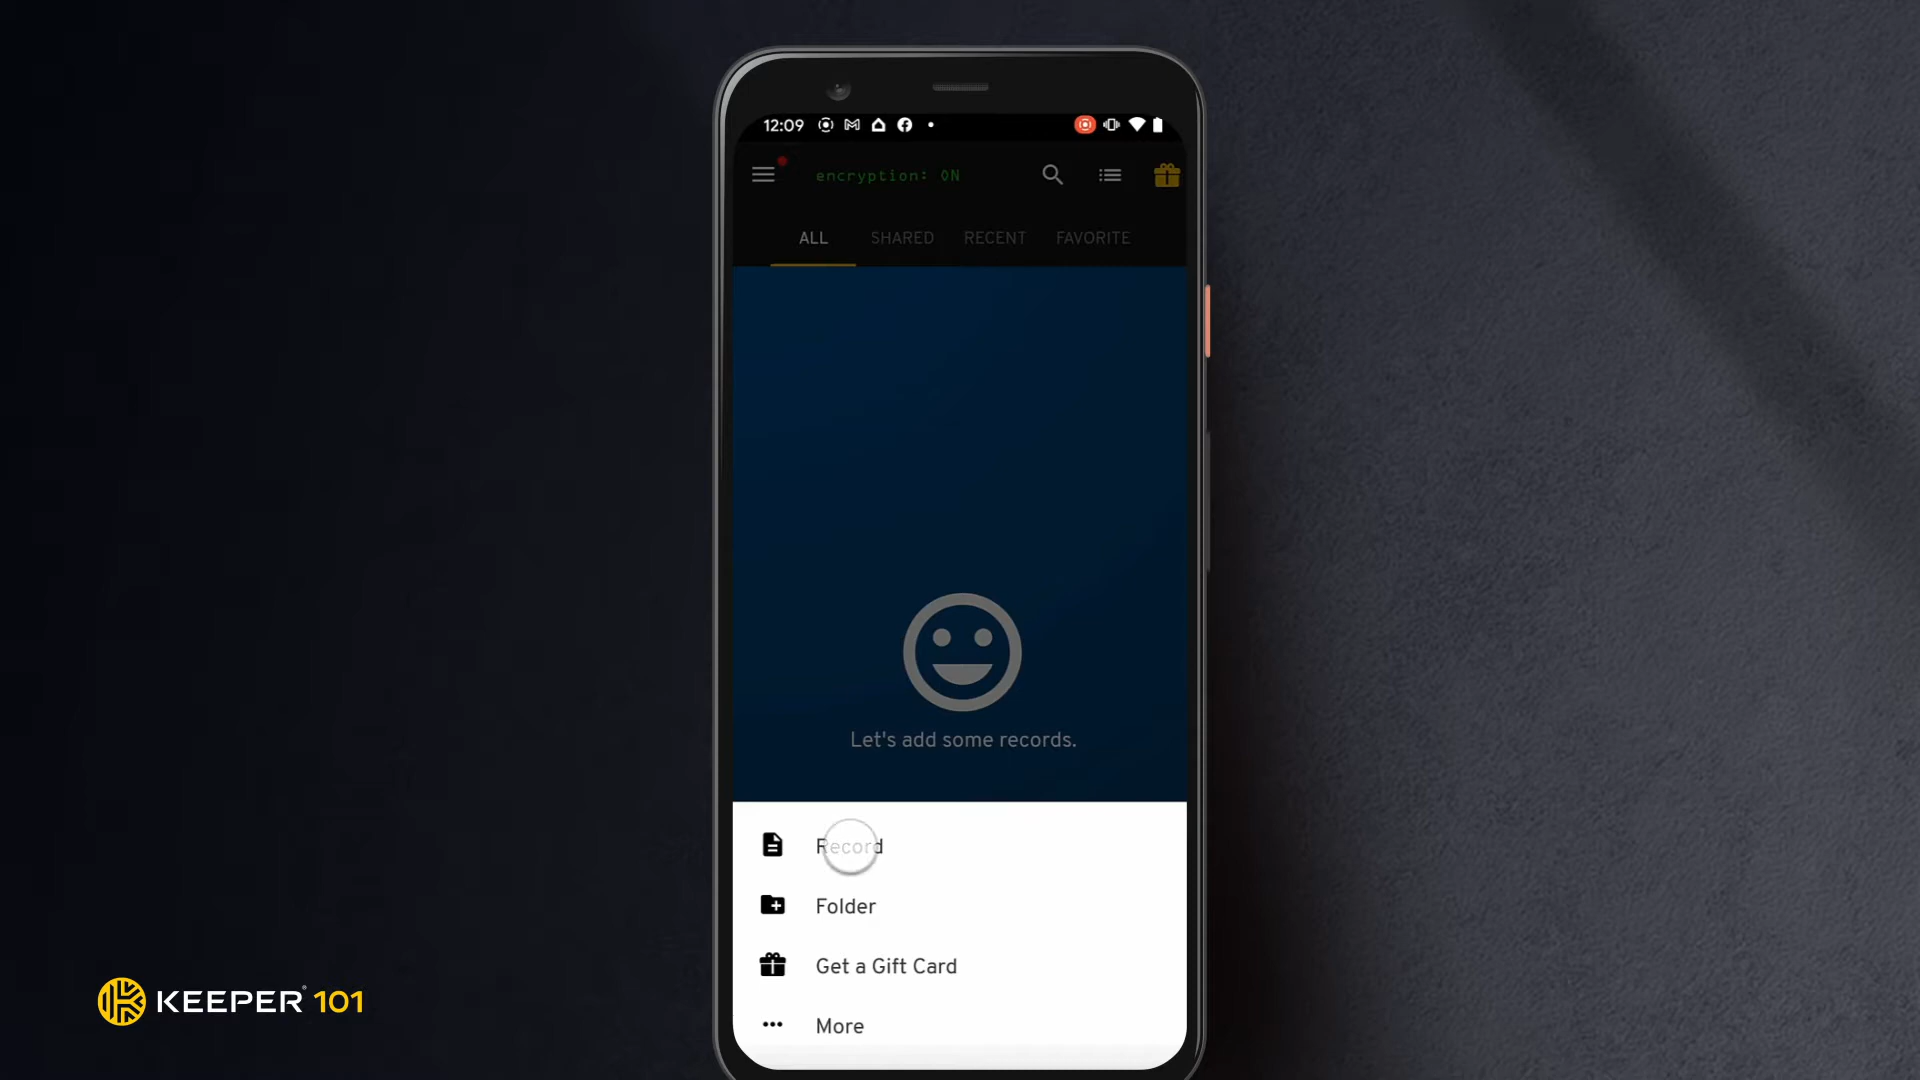 12:09
encryption: ON
ALL SHARED RECENT FAVORITE
Let's add some records.
Record
Folder
Get a Gift Card
More
KEEPER® 101